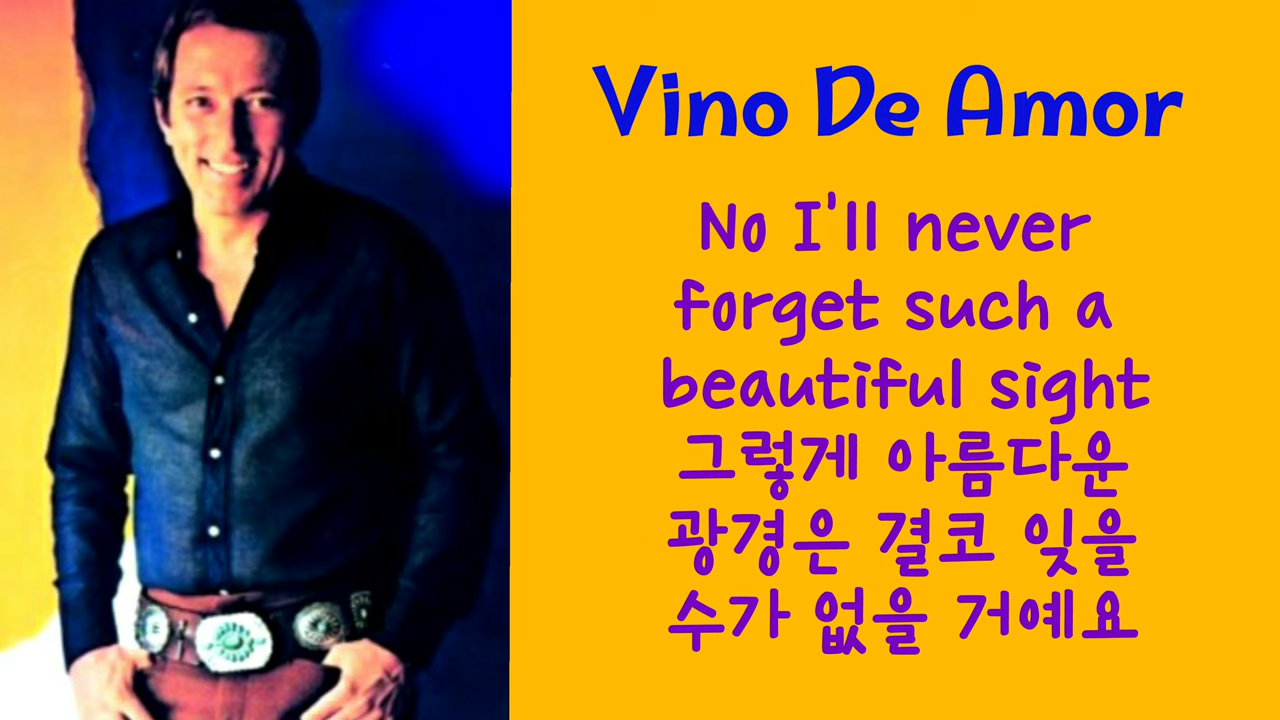 Vino De Amor
No I'll never
forget such a
beautiful sight
그렇게 아름다운
광경은 결코 잊을
수가 없을 거예요